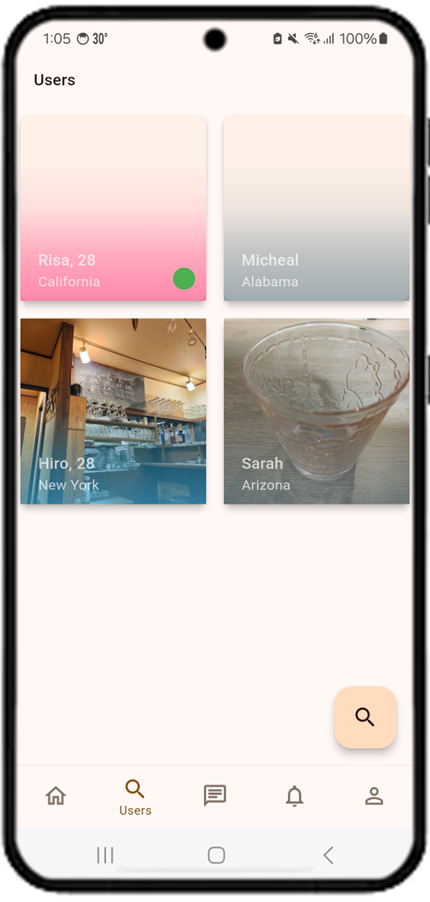 1:05 30° 100%
Users
Risa, 28
California
Micheal
Alabama
Hiro, 28
New York
Sarah
Arizona
Users